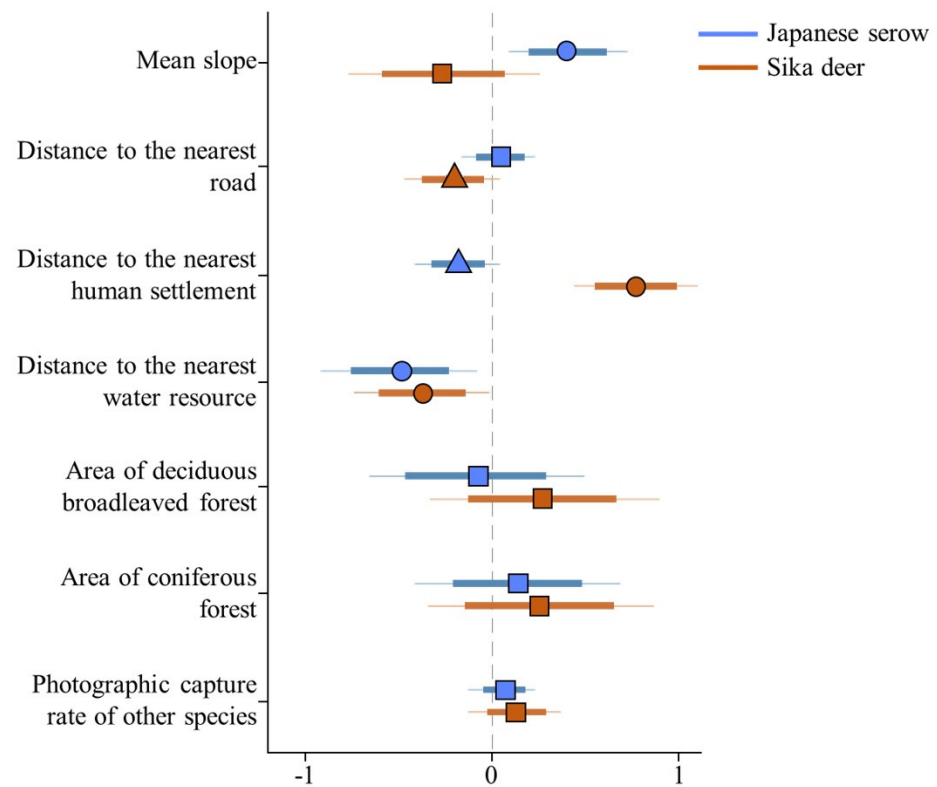 Japanese serow
Sika deer
Mean slope
Distance to the nearest
road
Distance to the nearest
human settlement
Distance to the nearest
water resource
Area of deciduous
broadleaved forest
Area of coniferous
forest
Photographic capture
rate of other species
-1 0 1